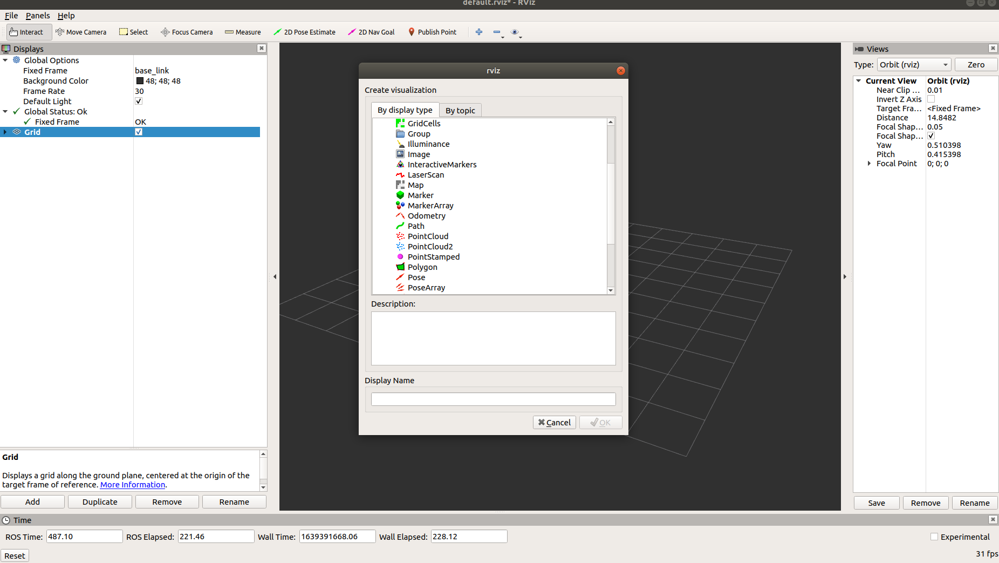 default.rviz* - RViz
File Panels Help
Interact Move Camera Select Focus Camera Measure 2D Pose Estimate 2D Nav Goal Publish Point
Displays
Global Options
Fixed Frame base_link
Background Color 48; 48; 48
Frame Rate 30
Default Light
Global Status: Ok
Fixed Frame OK
Grid
Grid
Displays a grid along the ground plane, centered at the origin of the
target frame of reference. More Information.
Add Duplicate Remove Rename
rviz
Create visualization
By display type By topic
GridCells
Group
Illuminance
Image
InteractiveMarkers
LaserScan
Map
Marker
MarkerArray
Odometry
Path
PointCloud
PointCloud2
PointStamped
Polygon
Pose
PoseArray
Description:
Display Name
Cancel OK
Views
Type: Orbit (rviz) Zero
Current View Orbit (rviz)
Near Clip ... 0.01
Invert Z Axis
Target Fra... <Fixed Frame>
Distance 14.8482
Focal Shap... 0.05
Focal Shap...
Yaw 0.510398
Pitch 0.415398
Focal Point 0; 0; 0
Save Remove Rename
Time
ROS Time: 487.10 ROS Elapsed: 221.46 Wall Time: 1639391668.06 Wall Elapsed: 228.12 Experimental
Reset 31 fps